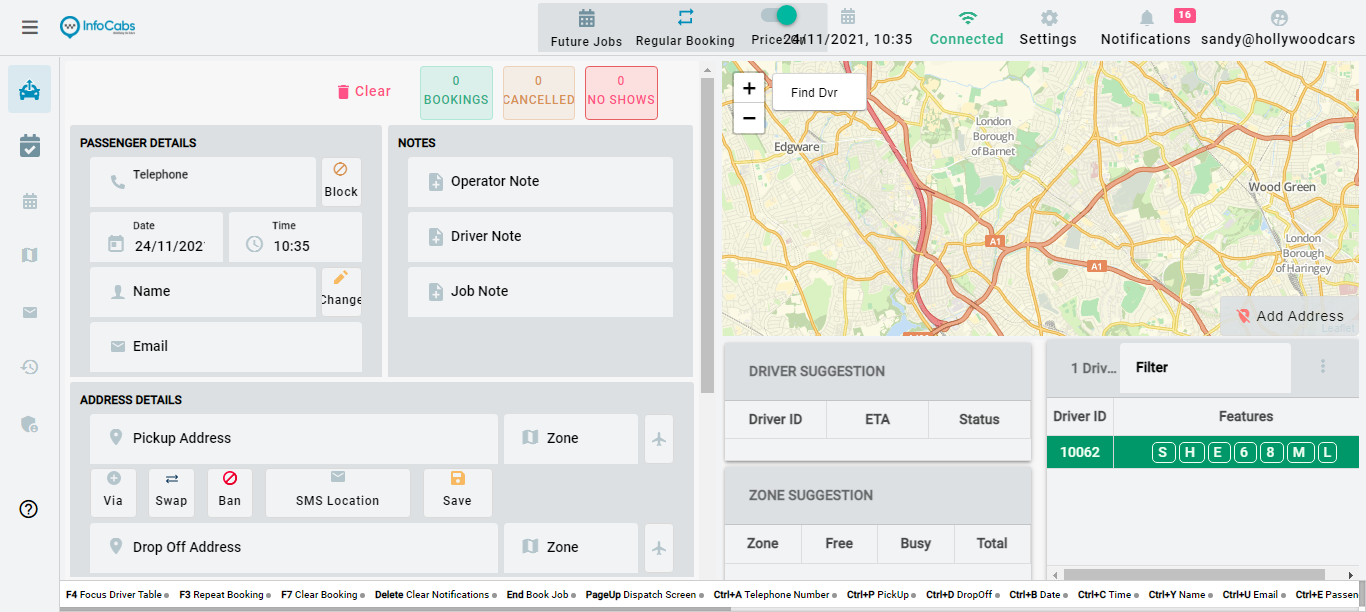 InfoCabs
Future Jobs
Regular Booking
Price
24/11/2021, 10:35
Connected
Settings
16
Notifications
sandy@hollywoodcars
Clear
0
BOOKINGS
0
CANCELLED
0
NO SHOWS
PASSENGER DETAILS
Telephone
Block
Date
24/11/202
Time
10:35
Name
Change
Email
NOTES
Operator Note
Driver Note
Job Note
ADDRESS DETAILS
Pickup Address
Zone
Via
Swap
Ban
SMS Location
Save
Drop Off Address
Zone
+
−
Find Dvr
Edgware
London
Borough
of Barnet
Wood Green
London
Borough
of Haringey
A1
A1
Add Address
Leaflet
DRIVER SUGGESTION
Driver ID ETA Status
ZONE SUGGESTION
Zone Free Busy Total
1 Driv... Filter
Driver ID Features
10062 S H E 6 8 M L
F4 Focus Driver Table F3 Repeat Booking F7 Clear Booking Delete Clear Notifications End Book Job PageUp Dispatch Screen Ctrl+A Telephone Number Ctrl+P PickUp Ctrl+D DropOff Ctrl+B Date Ctrl+C Time Ctrl+Y Name Ctrl+U Email Ctrl+E Passen